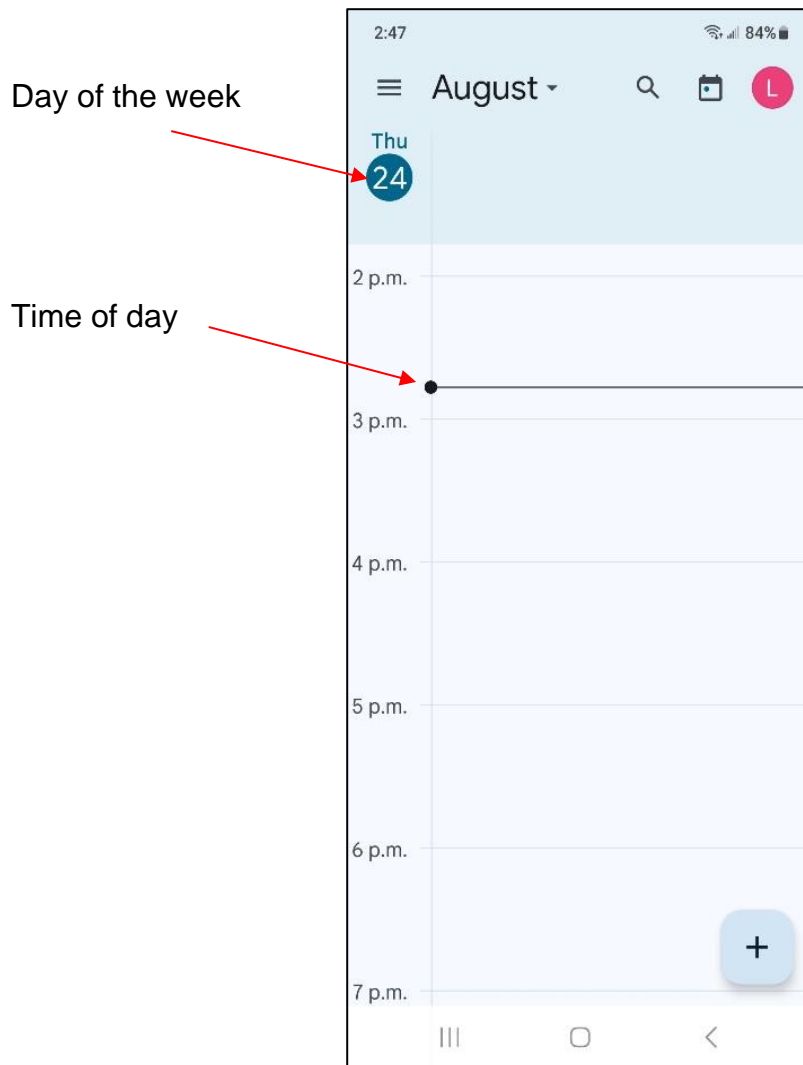 2:47 84%
Day of the week
August L
Thu
24
2 p.m.
Time of day
3 p.m.
4 p.m.
5 p.m.
6 p.m.
+
7 p.m.